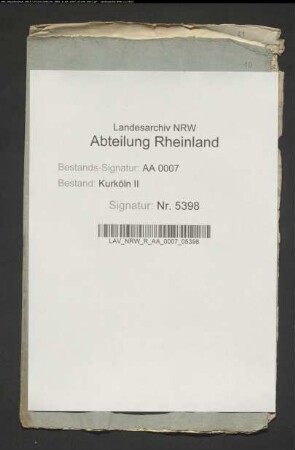 Landesarchiv NRW
Abteilung Rheinland
Bestands-Signatur: AA 0007
Bestand: Kurköln II
Signatur: Nr. 5398
LAV_NRW_R_AA_0007_05398